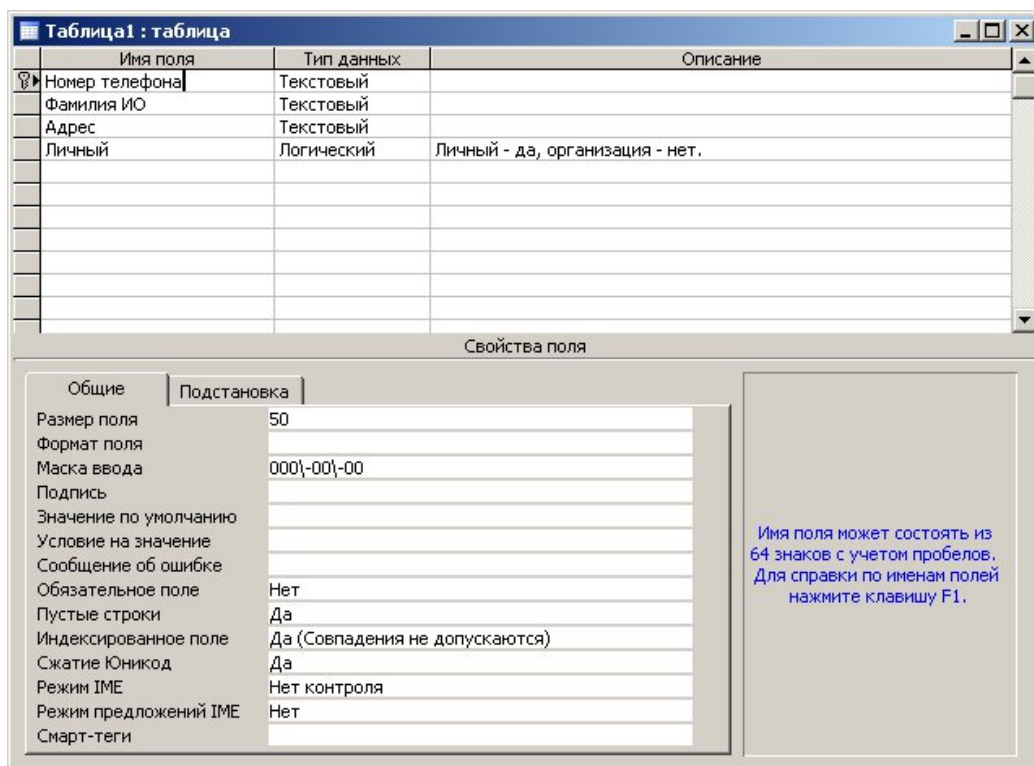 Таблица1 : таблица
Имя поля Тип данных Описание
Номер телефона Текстовый
Фамилия ИО Текстовый
Адрес Текстовый
Личный Логический Личный - да, организация - нет.
Свойства поля
Общие Подстановка
Размер поля 50
Формат поля
Маска ввода 000\-00\-00
Подпись
Значение по умолчанию
Условие на значение
Сообщение об ошибке
Обязательное поле Нет
Пустые строки Да
Индексированное поле Да (Совпадения не допускаются)
Сжатие Юникод Да
Режим IME Нет контроля
Режим предложений IME Нет
Смарт-теги
Имя поля может состоять из
64 знаков с учетом пробелов.
Для справки по именам полей
нажмите клавишу F1.